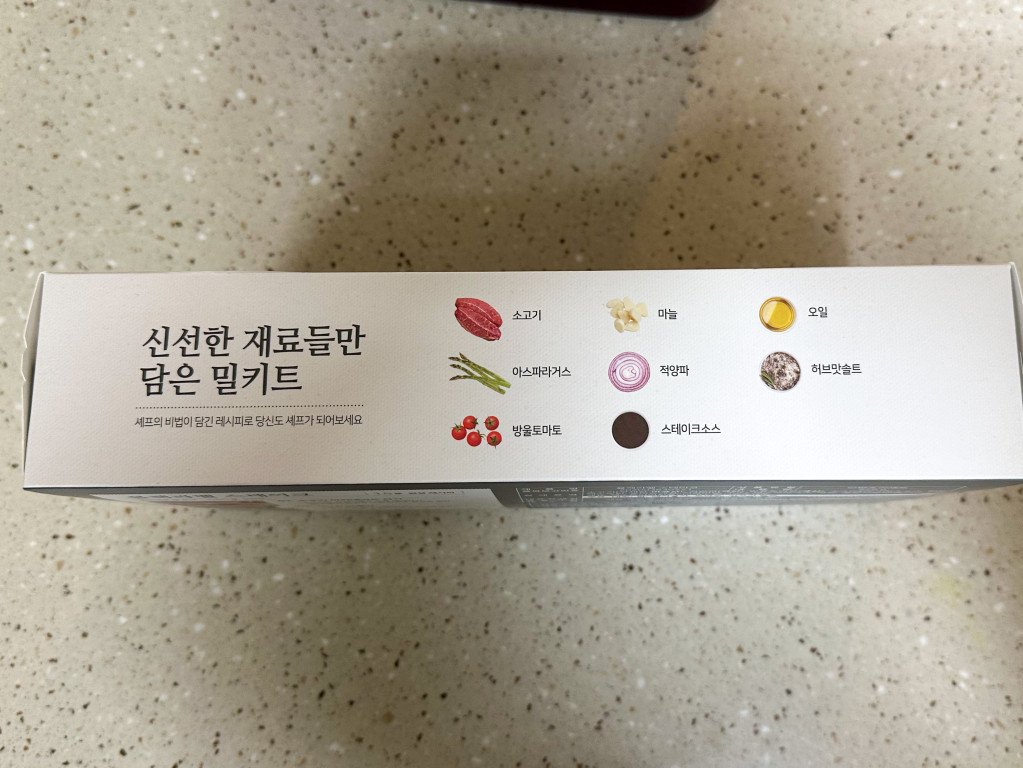 신선한 재료들만
담은 밀키트
셰프의 비법이 담긴 레시피로 당신도 셰프가 되어보세요
소고기
아스파라거스
방울토마토
마늘
적양파
스테이크소스
오일
허브맛솔트